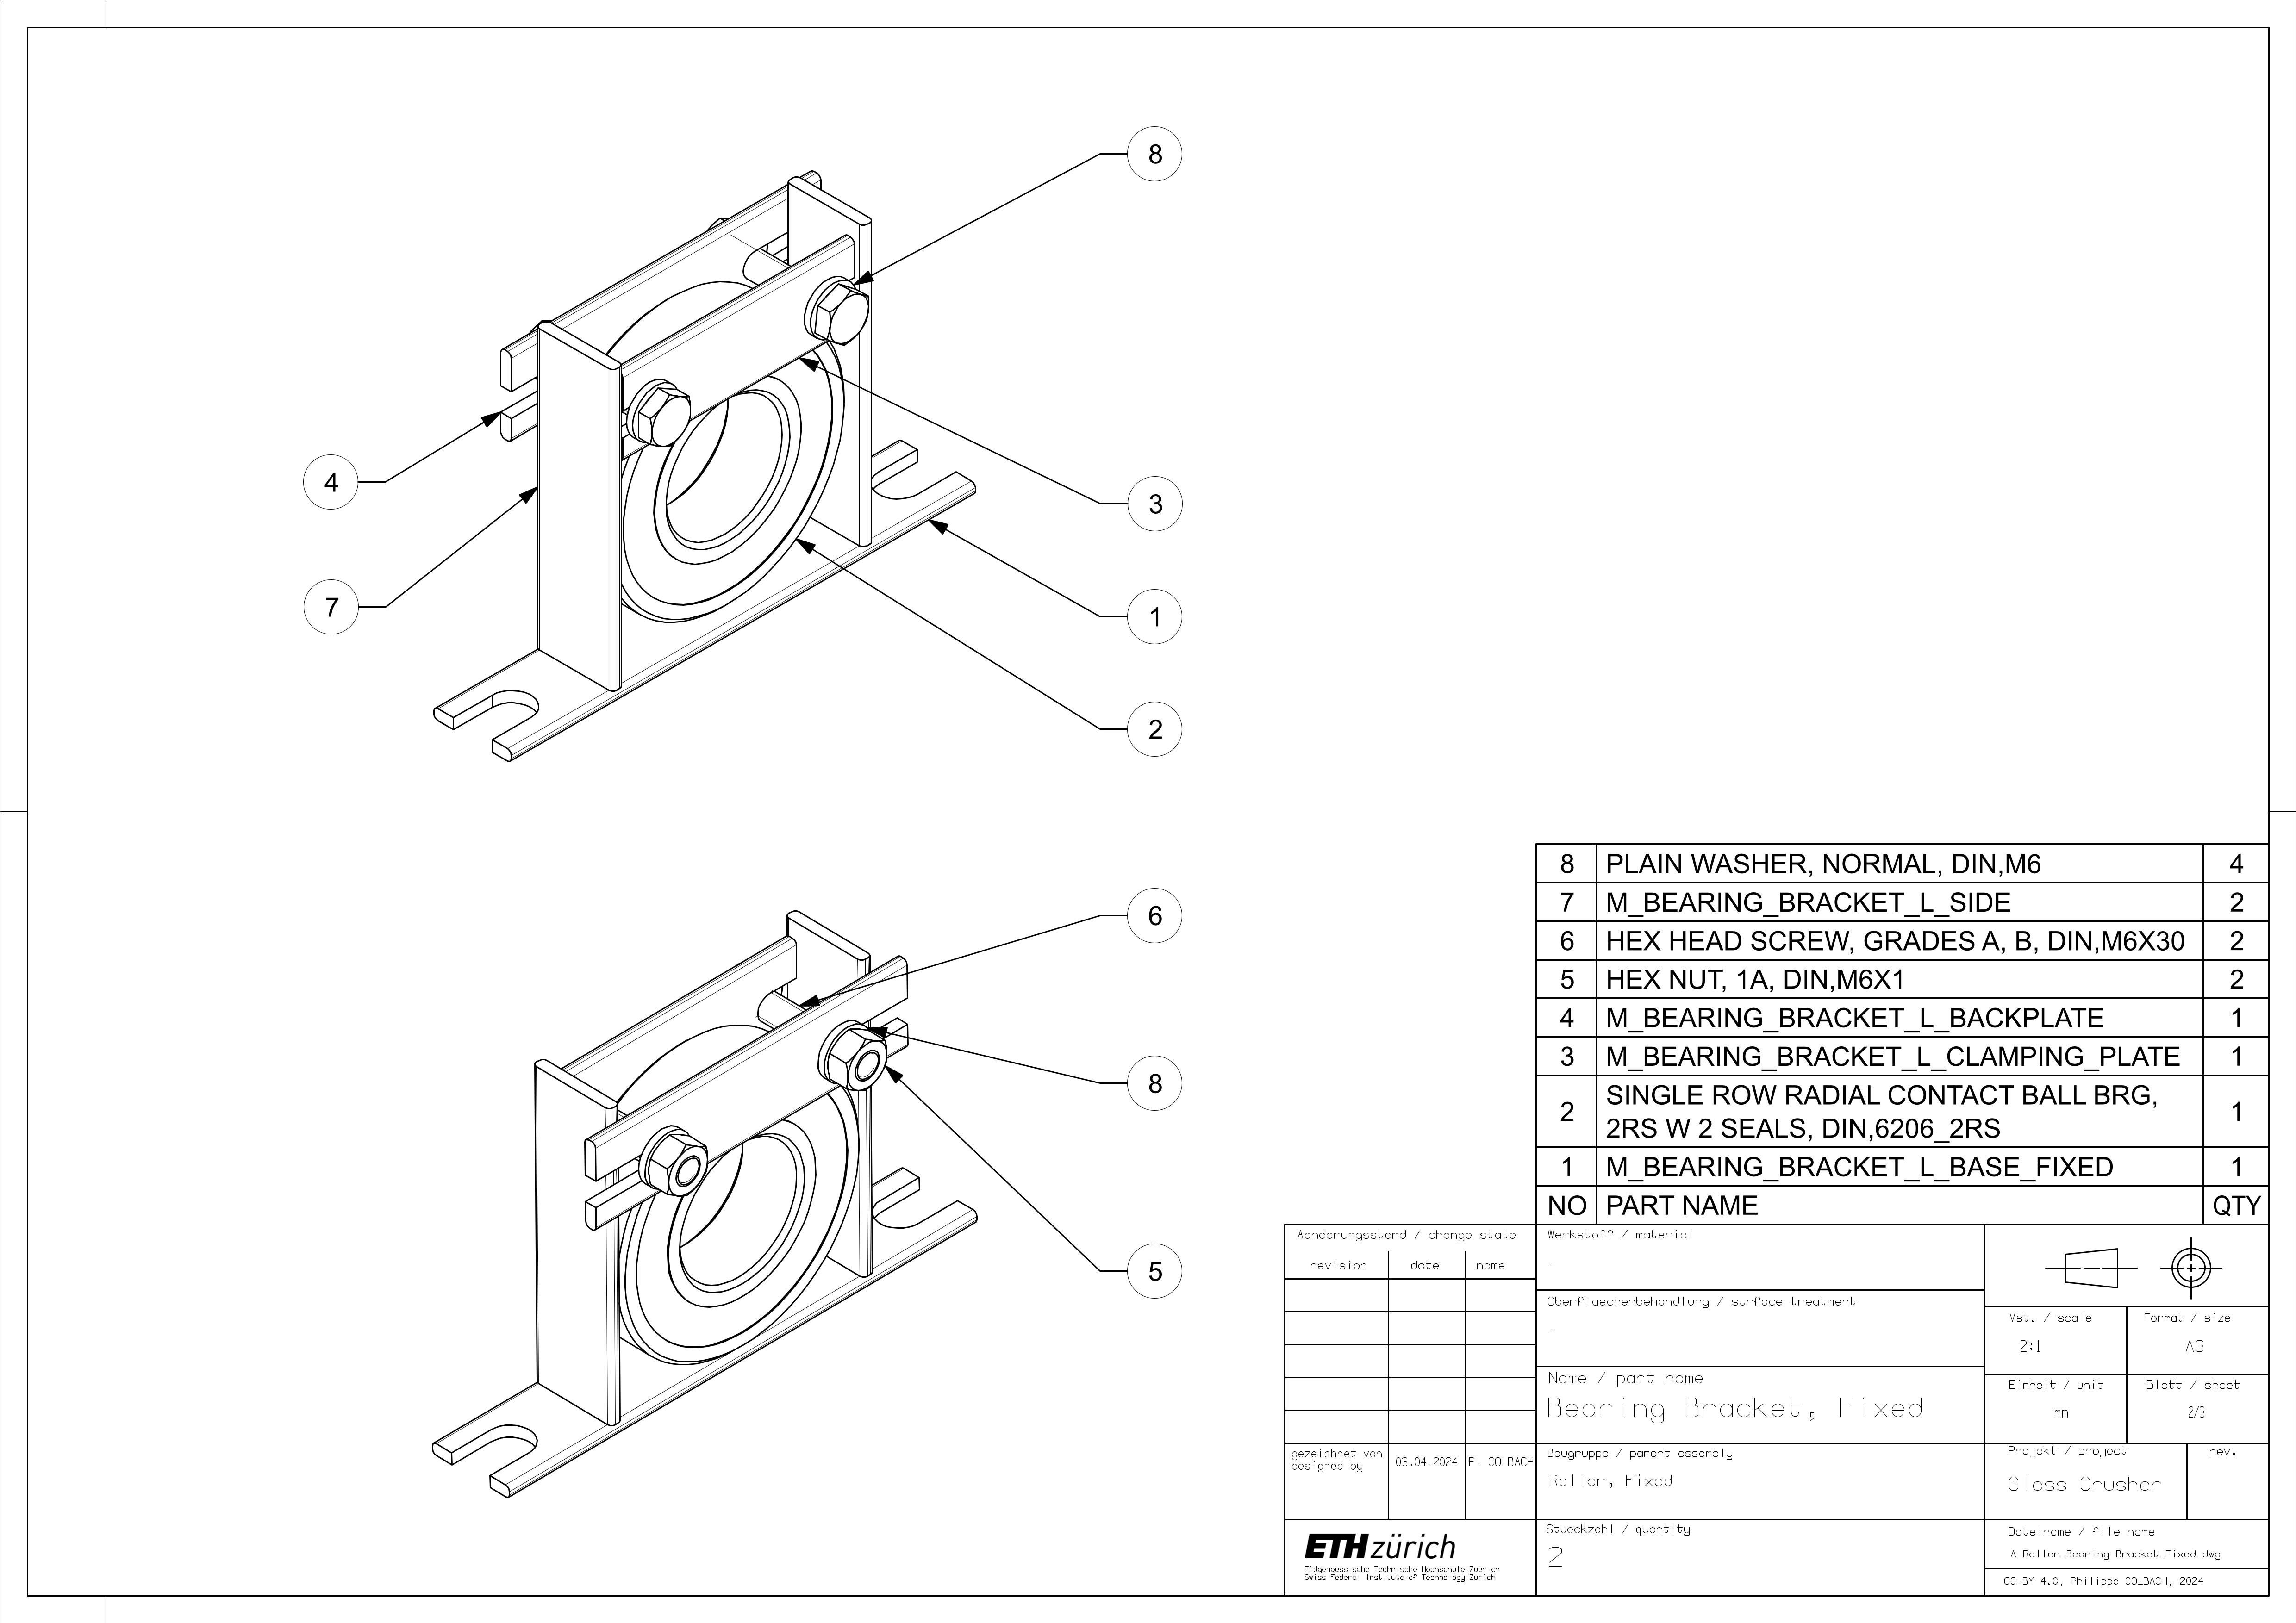 8
4
3
7
1
2
6
8
5
8 PLAIN WASHER, NORMAL, DIN,M6 4
7 M_BEARING_BRACKET_L_SIDE 2
6 HEX HEAD SCREW, GRADES A, B, DIN,M6X30 2
5 HEX NUT, 1A, DIN,M6X1 2
4 M_BEARING_BRACKET_L_BACKPLATE 1
3 M_BEARING_BRACKET_L_CLAMPING_PLATE 1
2 SINGLE ROW RADIAL CONTACT BALL BRG, 1
2RS W 2 SEALS, DIN,6206_2RS
1 M_BEARING_BRACKET_L_BASE_FIXED 1
NO PART NAME QTY
Aenderungsstand / change state
revision date name
gezeichnet von
designed by
03.04.2024 P. COLBACH
ETH zürich
Eidgenoessische Technische Hochschule Zuerich
Swiss Federal Institute of Technology Zurich
Werkstoff / material
-
Oberflaechenbehandlung / surface treatment
-
Name / part name
Bearing Bracket, Fixed
Baugruppe / parent assembly
Roller, Fixed
Stueckzahl / quantity
2
Mst. / scale
2:1
Format / size
A3
Einheit / unit
mm
Blatt / sheet
2/3
Projekt / project
Glass Crusher
rev.
Dateiname / file name
A_Roller_Bearing_Bracket_Fixed_dwg
CC-BY 4.0, Philippe COLBACH, 2024